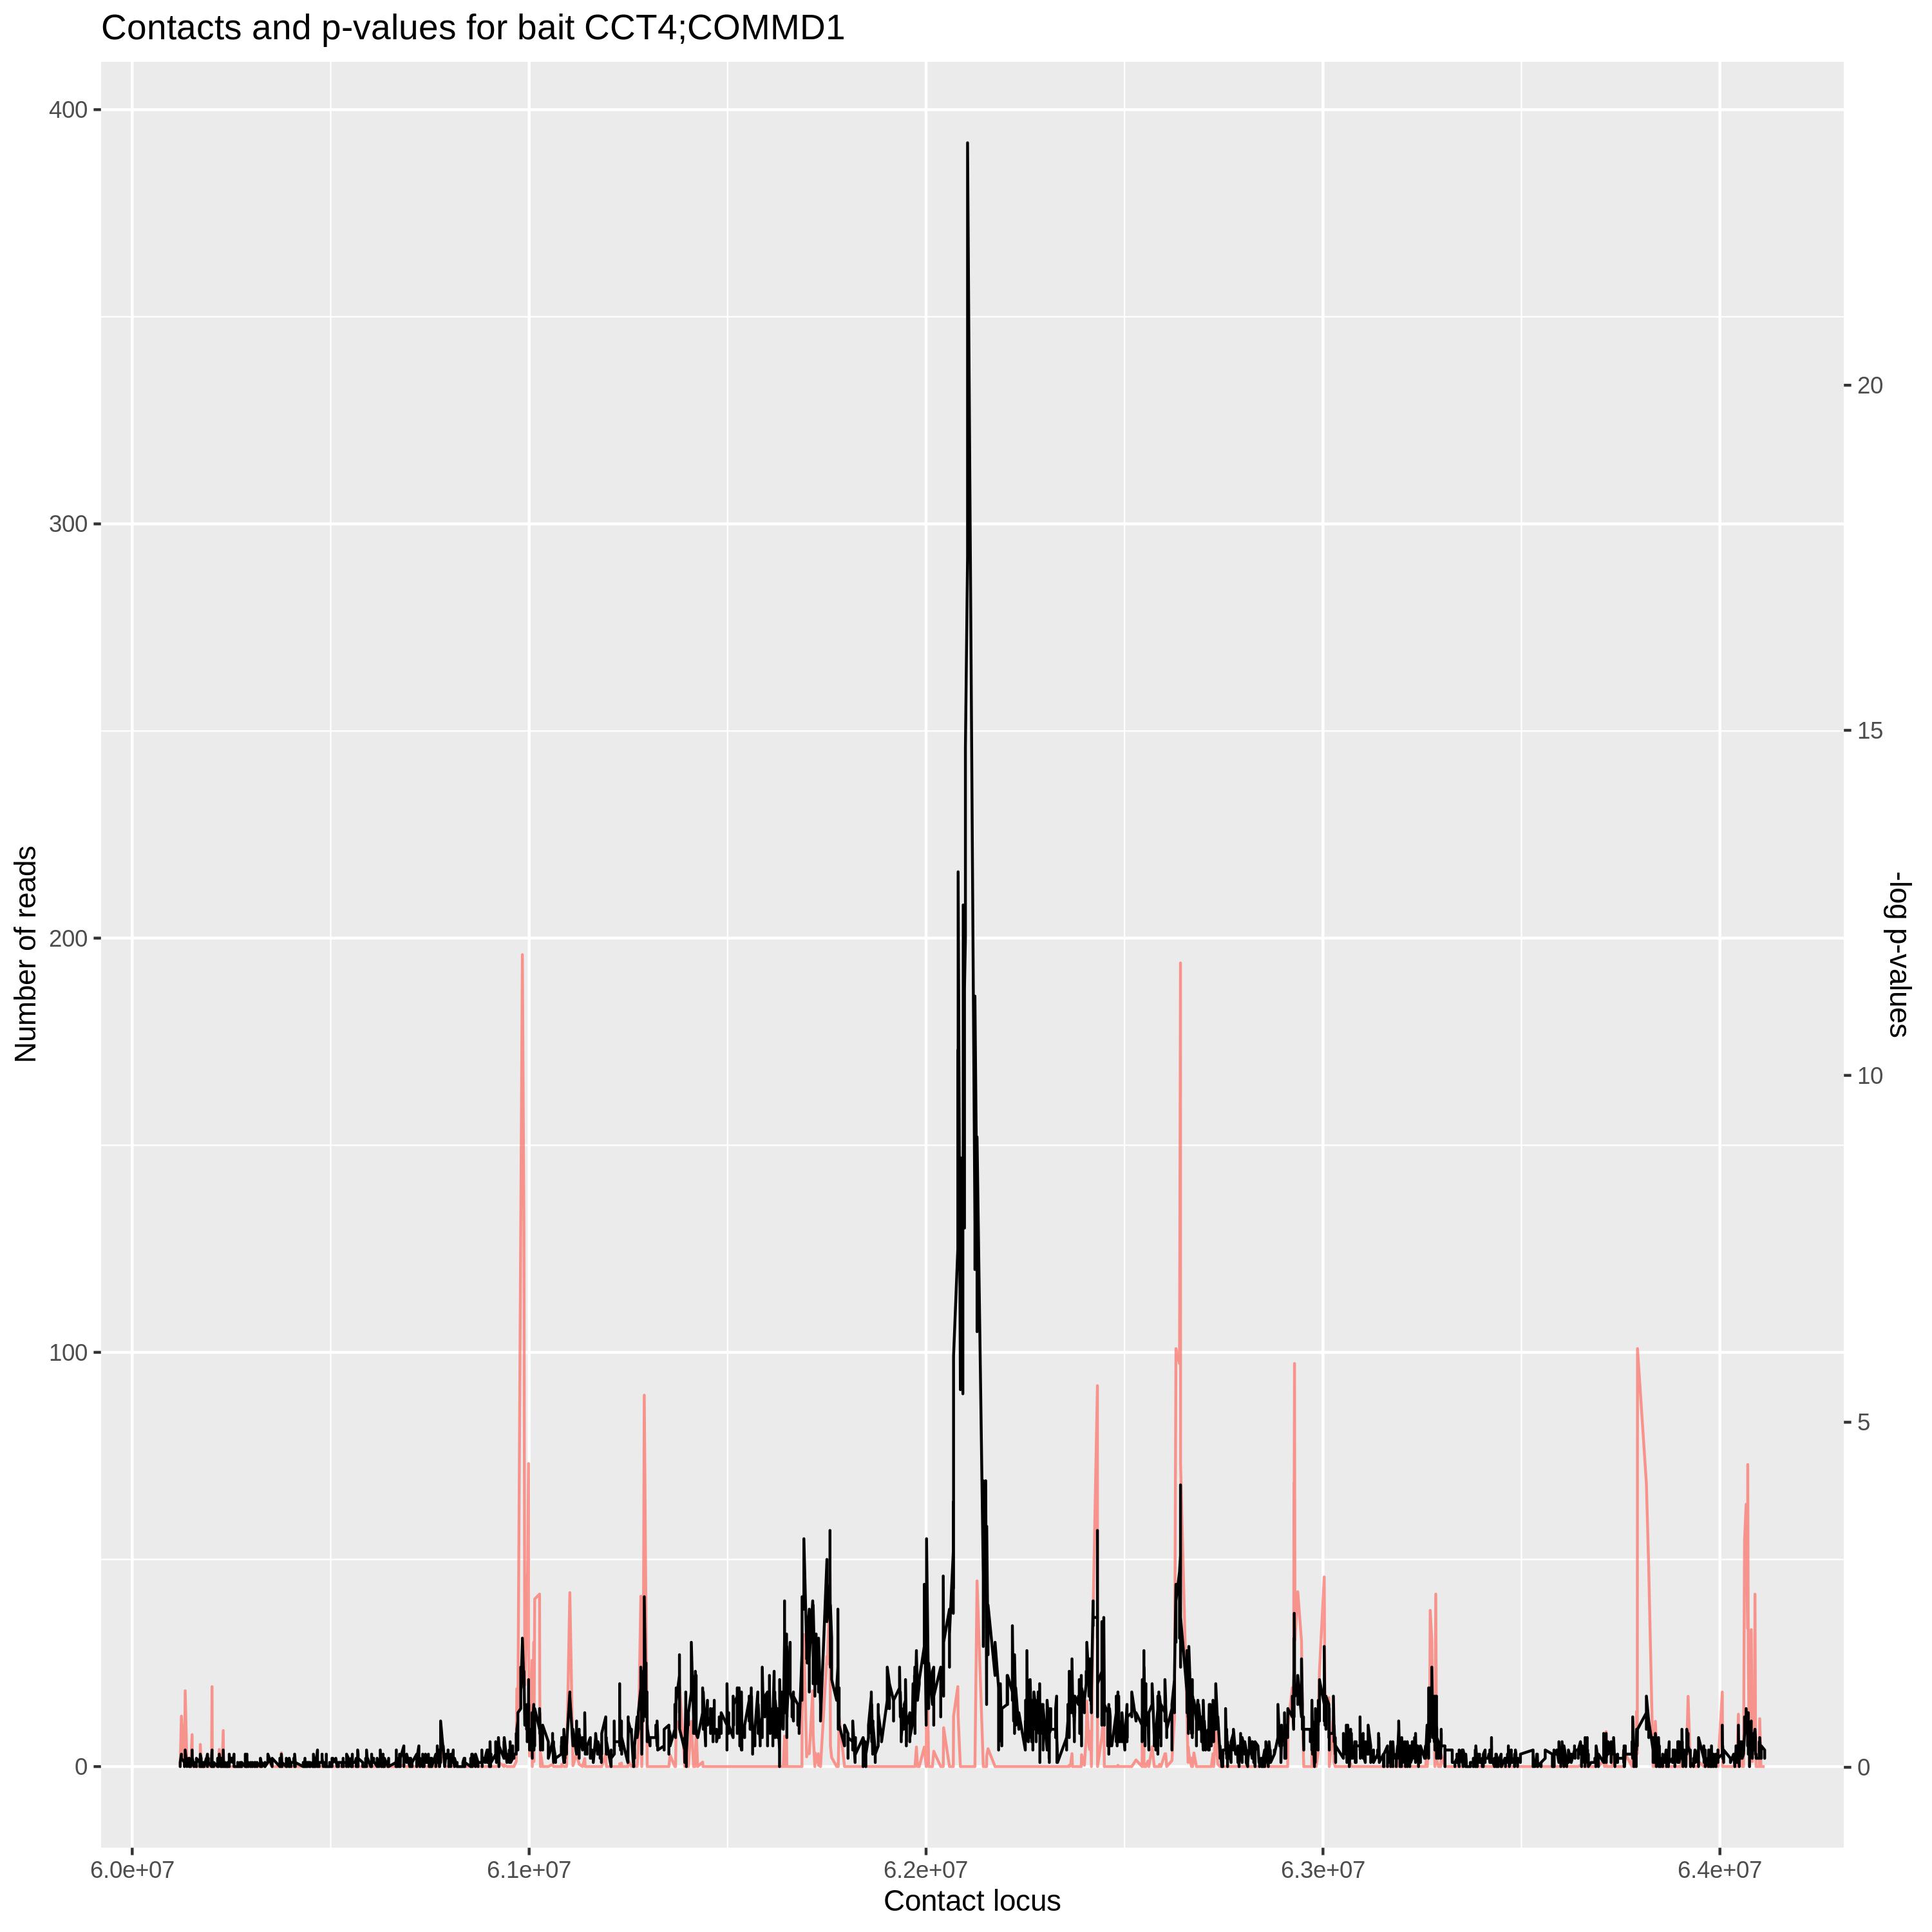 Contacts and p-values for bait CCT4;COMMD1
400
300
200
100
0
Number of reads
20
15
10
5
0
-log p-values
6.0e+07 6.1e+07 6.2e+07 6.3e+07 6.4e+07
Contact locus